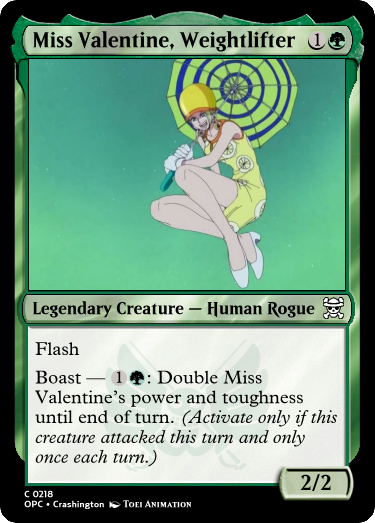 Miss Valentine, Weightlifter 1
Legendary Creature — Human Rogue
Flash
Boast — 1: Double Miss
Valentine's power and toughness
until end of turn. (Activate only if this
creature attacked this turn and only
once each turn.)
2/2
C 0218
OPC • Crashington TOEI ANIMATION